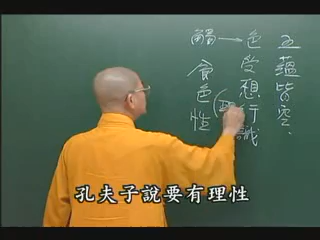 五蘊皆空、
色受想行識
食色性
孔夫子說要有理性